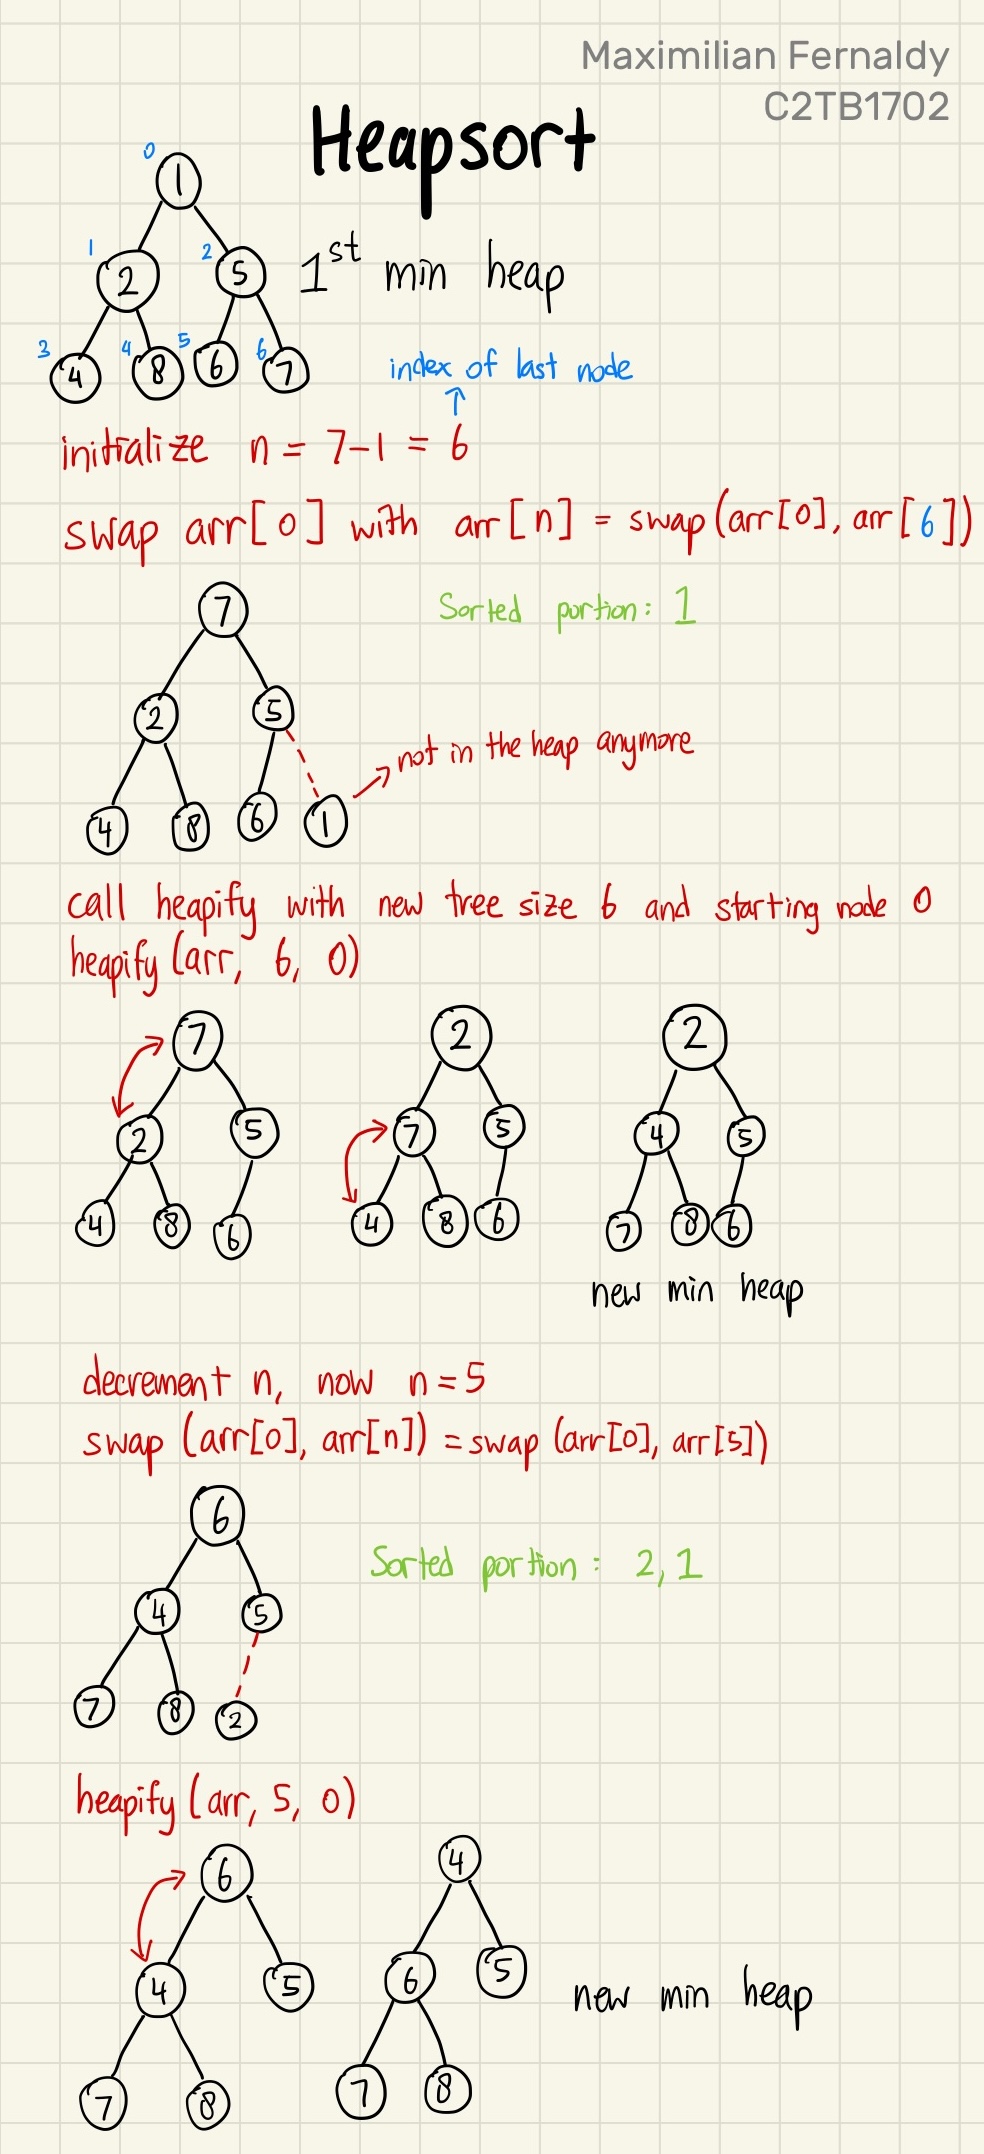 Maximilian Fernaldy
C2TB1702
Heapsort
0
1
1 2
2 5
1st min heap
3 4 5 6
4 8 6 7
index of last node
initialize n = 7-1 = 6
swap arr[0] with arr[n] = swap(arr[0], arr[6])
7
Sorted portion: 1
2 5
not in the heap anymore
4 8 6 1
call heapify with new tree size 6 and starting node 0
heapify(arr, 6, 0)
7 2 2
2 5 7 5 4 5
4 8 6 4 8 6 7 8 6
new min heap
decrement n, now n=5
swap (arr[0], arr[n]) = swap (arr[0], arr[5])
6
Sorted portion: 2,1
4 5
7 8 2
heapify(arr, 5, 0)
6 4
4 5 6 5
new min heap
7 8 7 8